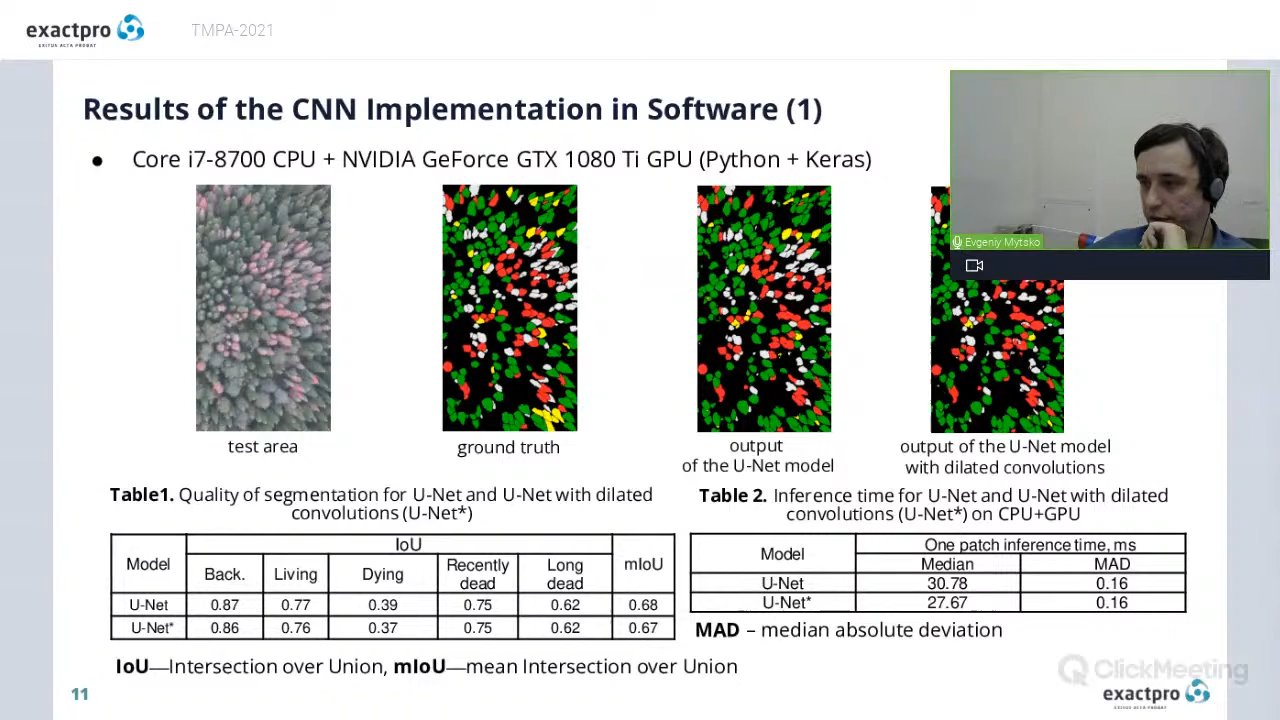 exactpro
EXITUS ACTA PROBAT
TMPA-2021
Results of the CNN Implementation in Software (1)
● Core i7-8700 CPU + NVIDIA GeForce GTX 1080 Ti GPU (Python + Keras)
Evgeniy Mytsko
test area
ground truth
output
of the U-Net model
output of the U-Net model
with dilated convolutions
Table1. Quality of segmentation for U-Net and U-Net with dilated
convolutions (U-Net*)
Model IoU mIoU
Back. Living Dying Recently dead Long dead
U-Net 0.87 0.77 0.39 0.75 0.62 0.68
U-Net* 0.86 0.76 0.37 0.75 0.62 0.67
IoU—Intersection over Union, mIoU—mean Intersection over Union
Table 2. Inference time for U-Net and U-Net with dilated
convolutions (U-Net*) on CPU+GPU
Model One patch inference time, ms
Median MAD
U-Net 30.78 0.16
U-Net* 27.67 0.16
MAD – median absolute deviation
11
ClickMeeting
exactpro
EXITUS ACTA PROBAT